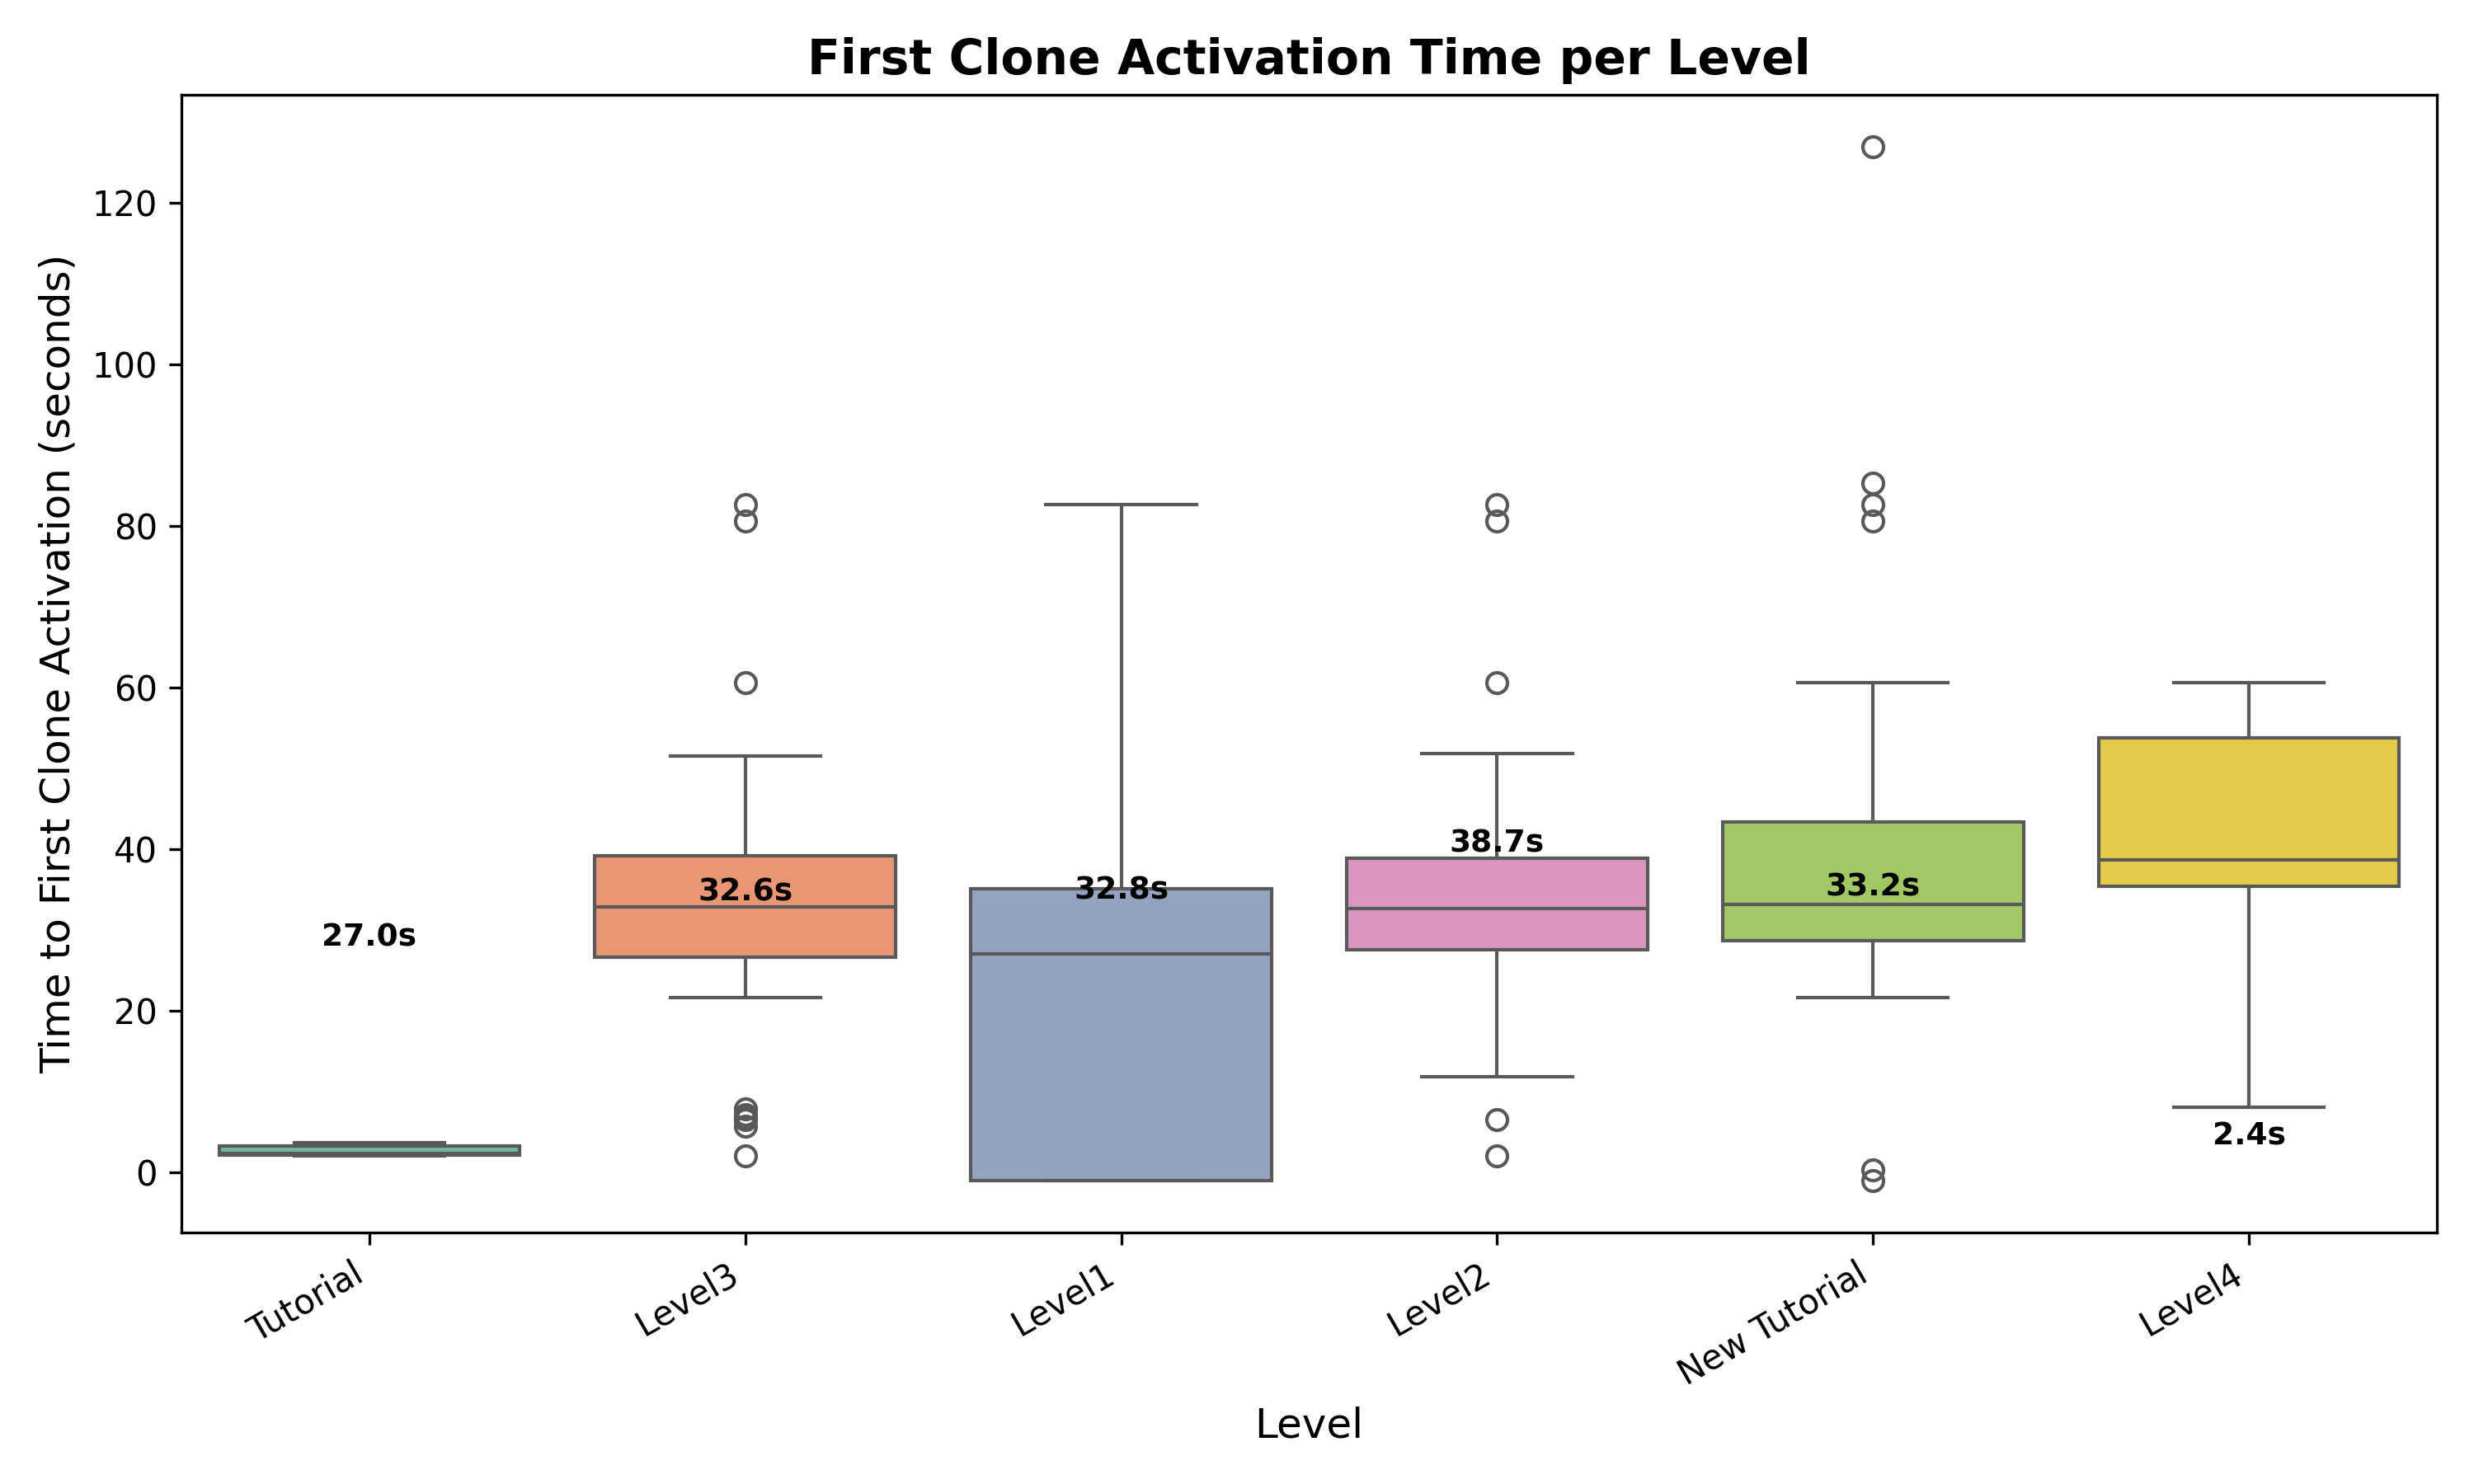 First Clone Activation Time per Level
Time to First Clone Activation (seconds)
120
100
80
60
40
20
0
27.0s
32.6s
32.8s
38.7s
33.2s
2.4s
Tutorial
Level3
Level1
Level2
New Tutorial
Level4
Level